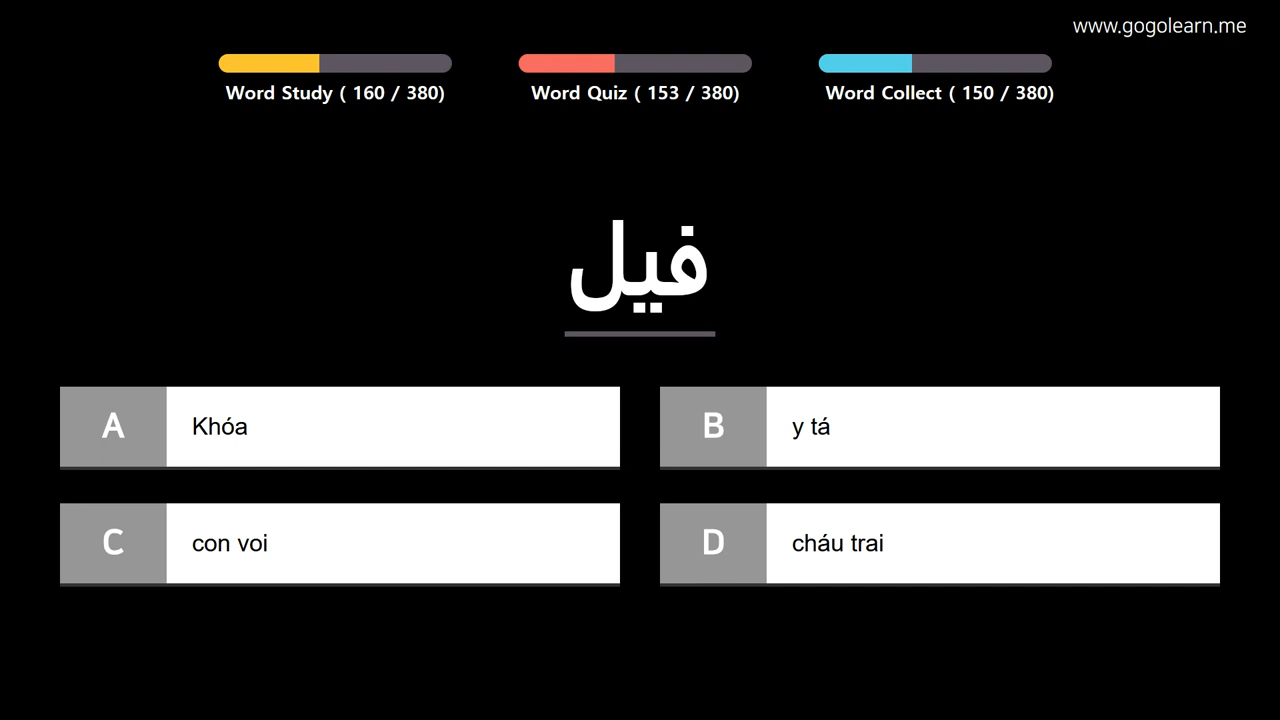 www.gogolearn.me
Word Study ( 160 / 380)
Word Quiz ( 153 / 380)
Word Collect ( 150 / 380)
فيل
A Khóa
B y tá
C con voi
D cháu trai